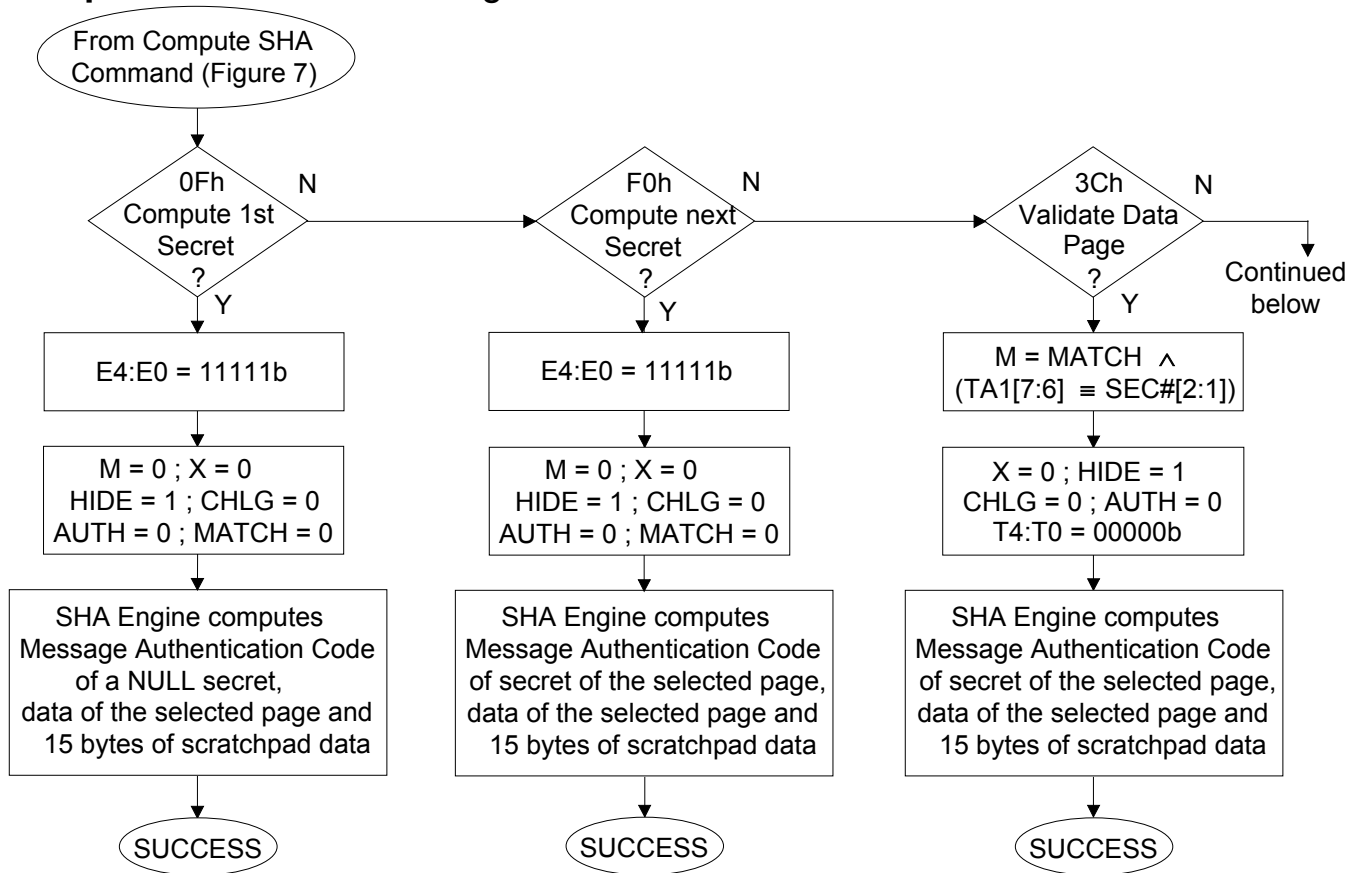 From Compute SHA
Command (Figure 7)
0Fh
Compute 1st
Secret
?
N
Y
E4:E0 = 11111b
M = 0 ; X = 0
HIDE = 1 ; CHLG = 0
AUTH = 0 ; MATCH = 0
SHA Engine computes
Message Authentication Code
of a NULL secret,
data of the selected page and
15 bytes of scratchpad data
SUCCESS
F0h
Compute next
Secret
?
N
Y
E4:E0 = 11111b
M = 0 ; X = 0
HIDE = 1 ; CHLG = 0
AUTH = 0 ; MATCH = 0
SHA Engine computes
Message Authentication Code
of secret of the selected page,
data of the selected page and
15 bytes of scratchpad data
SUCCESS
3Ch
Validate Data
Page
?
N
Continued
below
Y
M = MATCH ∧
(TA1[7:6] ≡ SEC#[2:1])
X = 0 ; HIDE = 1
CHLG = 0 ; AUTH = 0
T4:T0 = 00000b
SHA Engine computes
Message Authentication Code
of secret of the selected page,
data of the selected page and
15 bytes of scratchpad data
SUCCESS